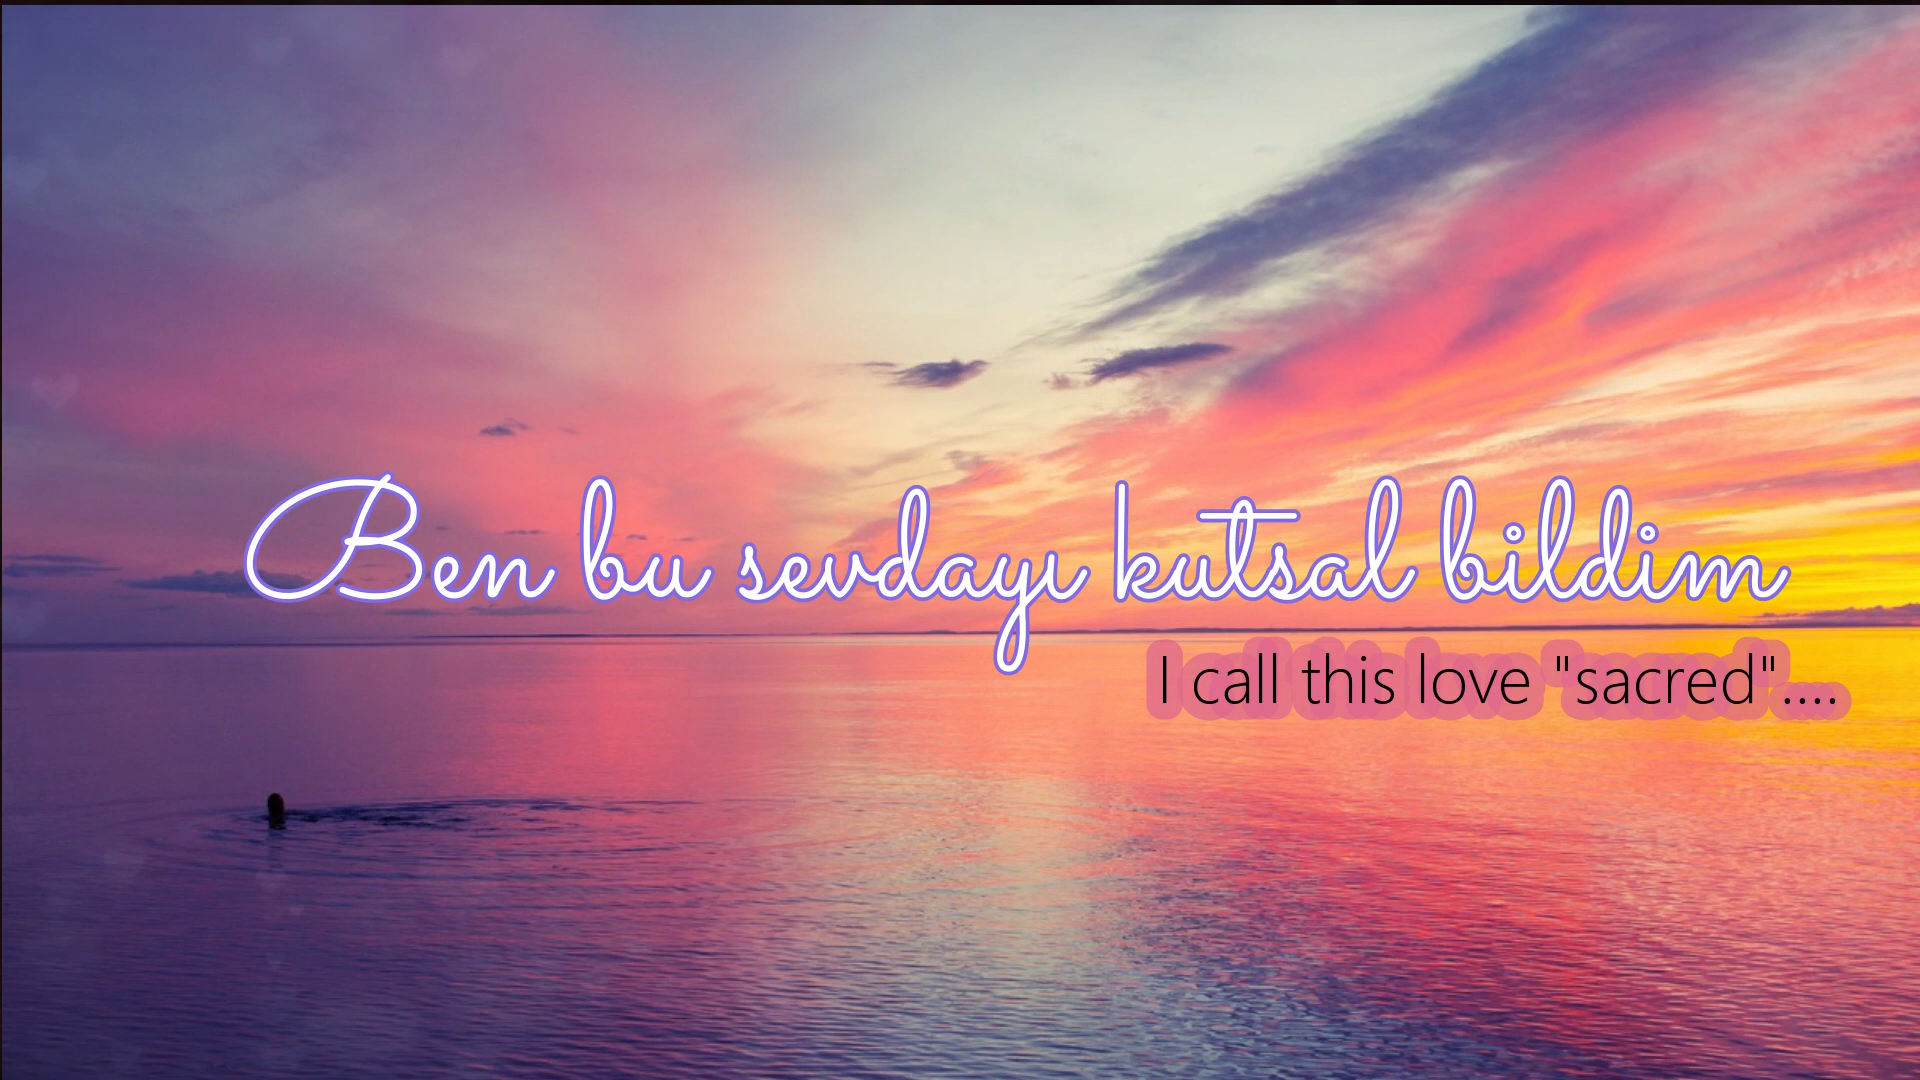 Ben bu sevdayı kutsal bildim
I call this love "sacred"....